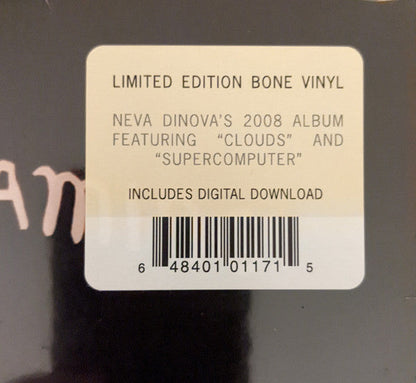 LIMITED EDITION BONE VINYL
NEVA DINOVA'S 2008 ALBUM
FEATURING "CLOUDS" AND
"SUPERCOMPUTER"
INCLUDES DIGITAL DOWNLOAD
6 48401 01171 5